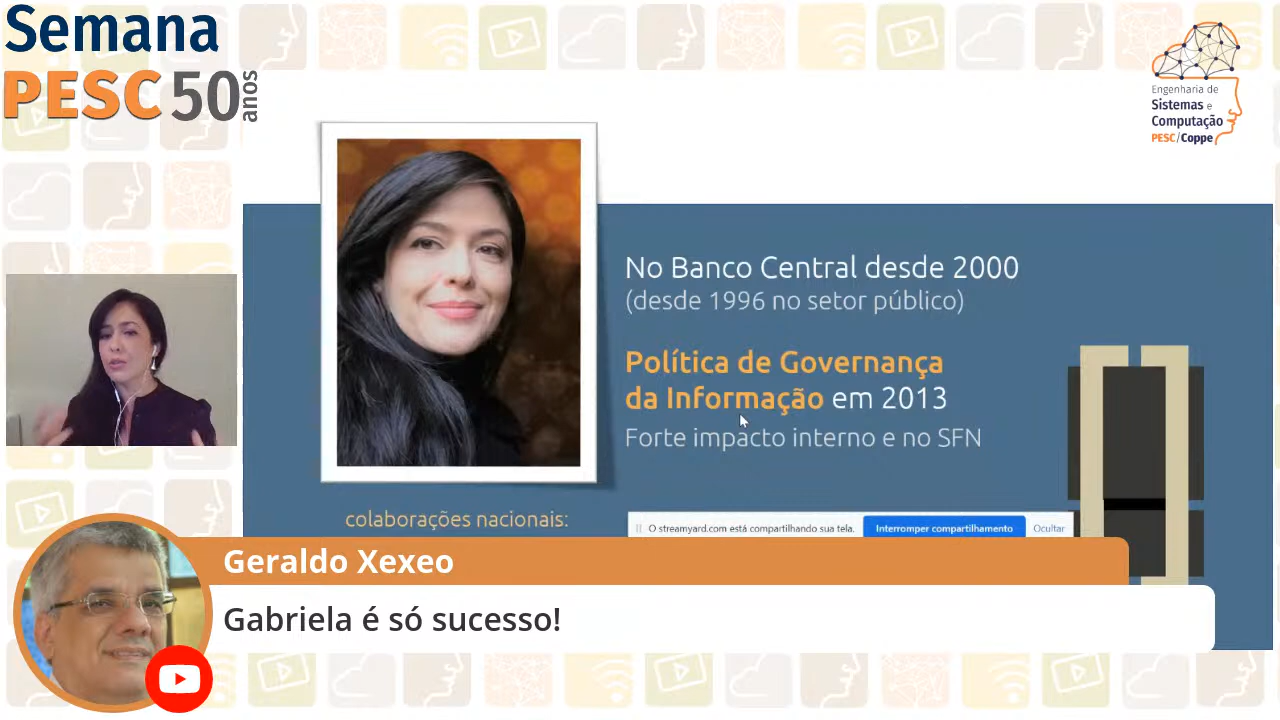 Semana
PESC 50 anos
Engenharia de
Sistemas e
Computação
PESC/Coppe
No Banco Central desde 2000
(desde 1996 no setor público)
Política de Governança
da Informação em 2013
Forte impacto interno e no SFN
colaborações nacionais:
O streamyard.com está compartilhando sua tela. Interromper compartilhamento Ocultar
Geraldo Xexeo
Gabriela é só sucesso!